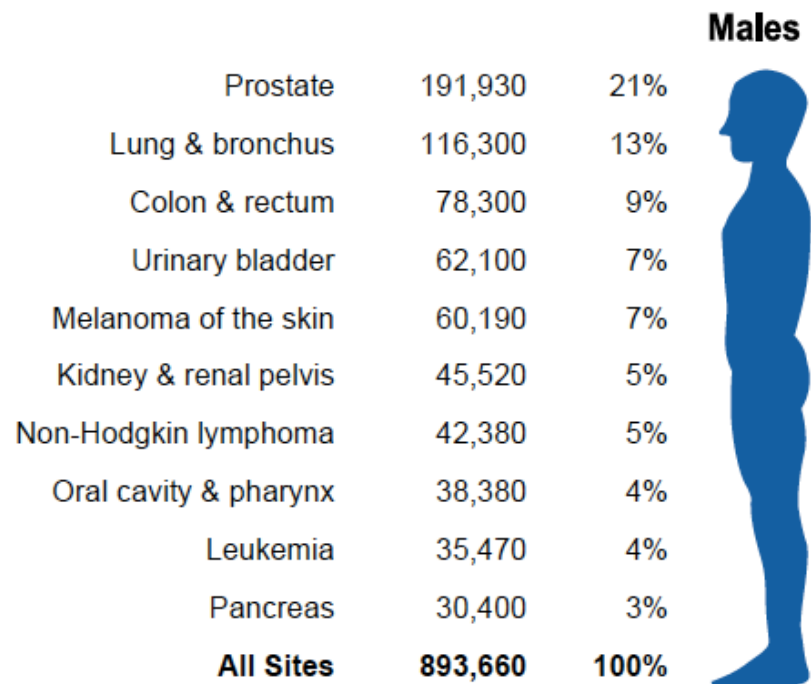 Males
Prostate 191,930 21%
Lung & bronchus 116,300 13%
Colon & rectum 78,300 9%
Urinary bladder 62,100 7%
Melanoma of the skin 60,190 7%
Kidney & renal pelvis 45,520 5%
Non-Hodgkin lymphoma 42,380 5%
Oral cavity & pharynx 38,380 4%
Leukemia 35,470 4%
Pancreas 30,400 3%
All Sites 893,660 100%